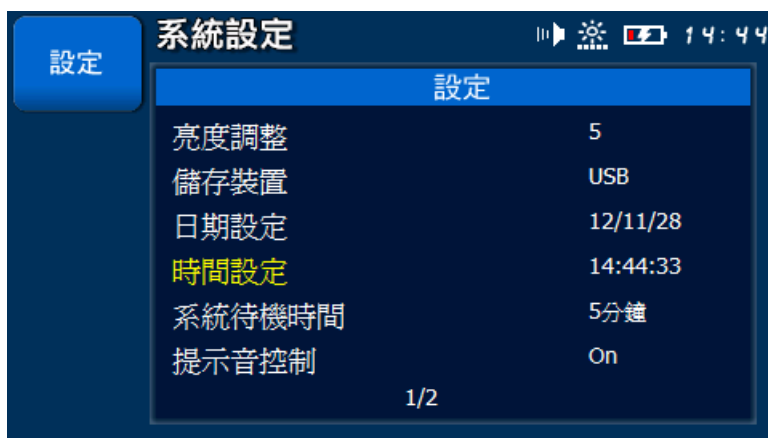 設定
系統設定 14:44
設定
亮度調整 5
儲存裝置 USB
日期設定 12/11/28
時間設定 14:44:33
系統待機時間 5分鐘
提示音控制 On
1/2